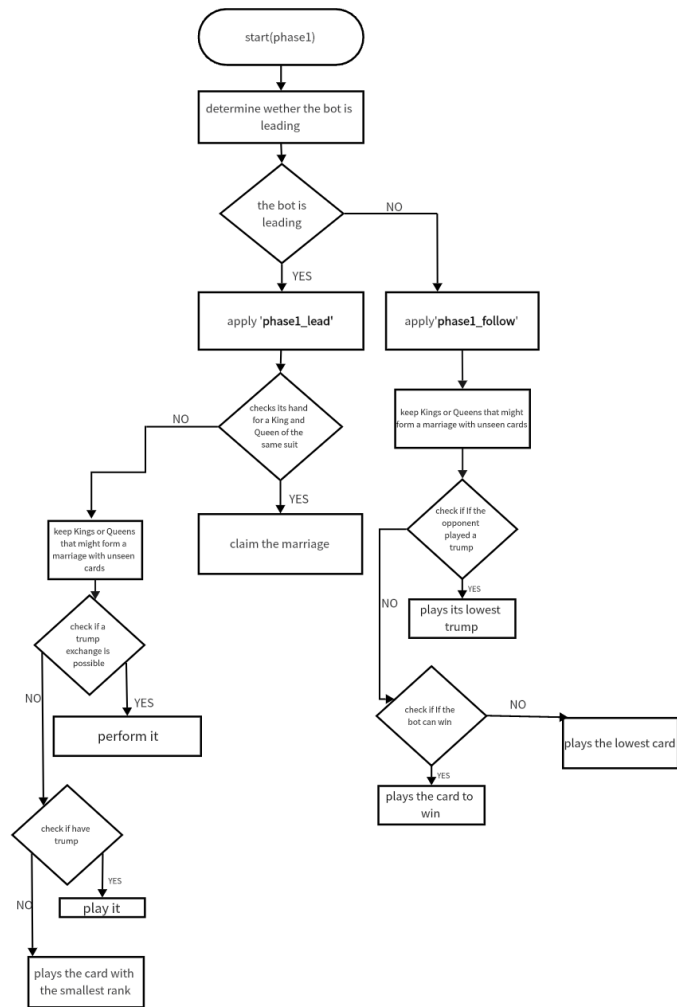 start(phase1)
determine wether the bot is
leading
the bot is
leading
NO
YES
apply 'phase1_lead'
apply'phase1_follow'
checks its hand
for a King and
Queen of the
same suit
NO
YES
keep Kings or Queens that might
form a marriage with unseen cards
claim the marriage
check if If the
opponent
played a
trump
keep Kings or Queens
that might form a
marriage with unseen
cards
YES
NO
plays its lowest
trump
check if a
trump
exchange is
possible
NO
YES
perform it
check if If the
bot can win
NO
plays the lowest card
YES
plays the card to
win
check if have
trump
YES
NO
play it
plays the card with
the smallest rank